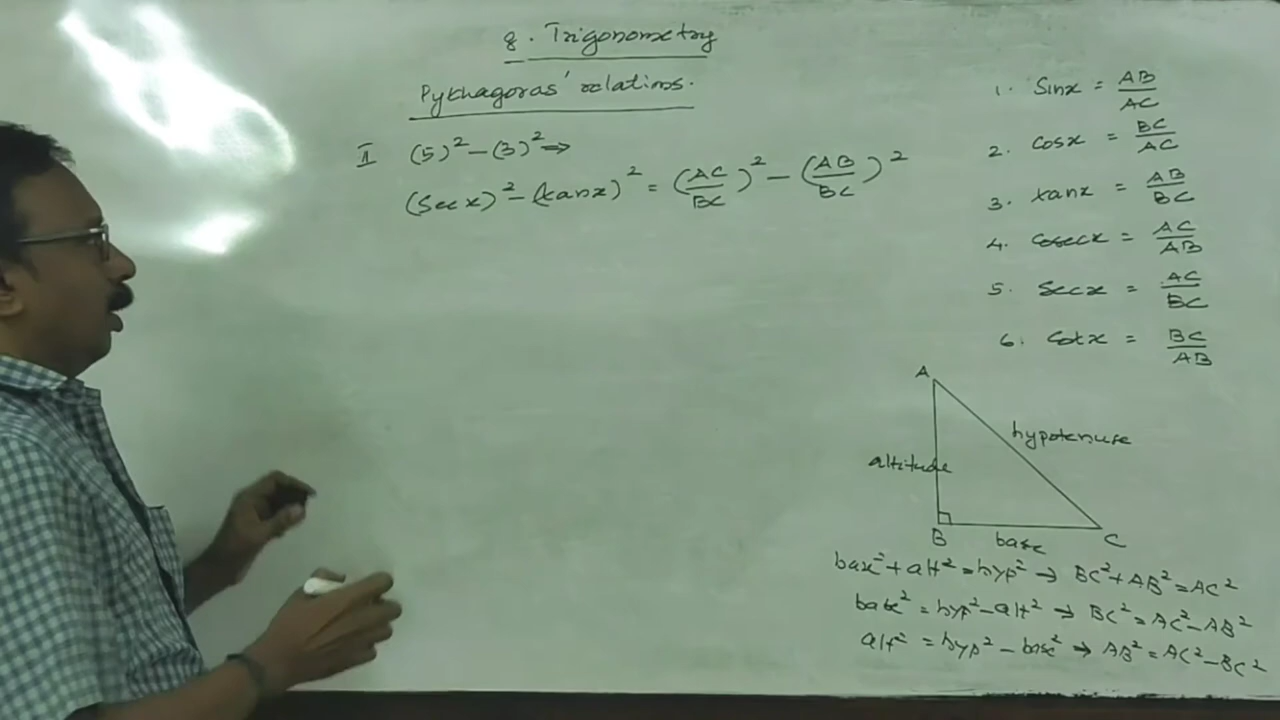 8. Trigonometry
Pythagoras' relations.
II (5)² - (3)² ⇒
(Sec x)² - (tan x)² = (AC/BC)² - (AB/BC)²
1. Sin x = AB/AC
2. Cos x = BC/AC
3. tan x = AB/BC
4. Cosec x = AC/AB
5. Sec x = AC/BC
6. Cot x = BC/AB
A
hypotenuse
altitude
B
base
C
base² + alt² = hyp² → BC² + AB² = AC²
base² = hyp² - alt² → BC² = AC² - AB²
alt² = hyp² - base² → AB² = AC² - BC²